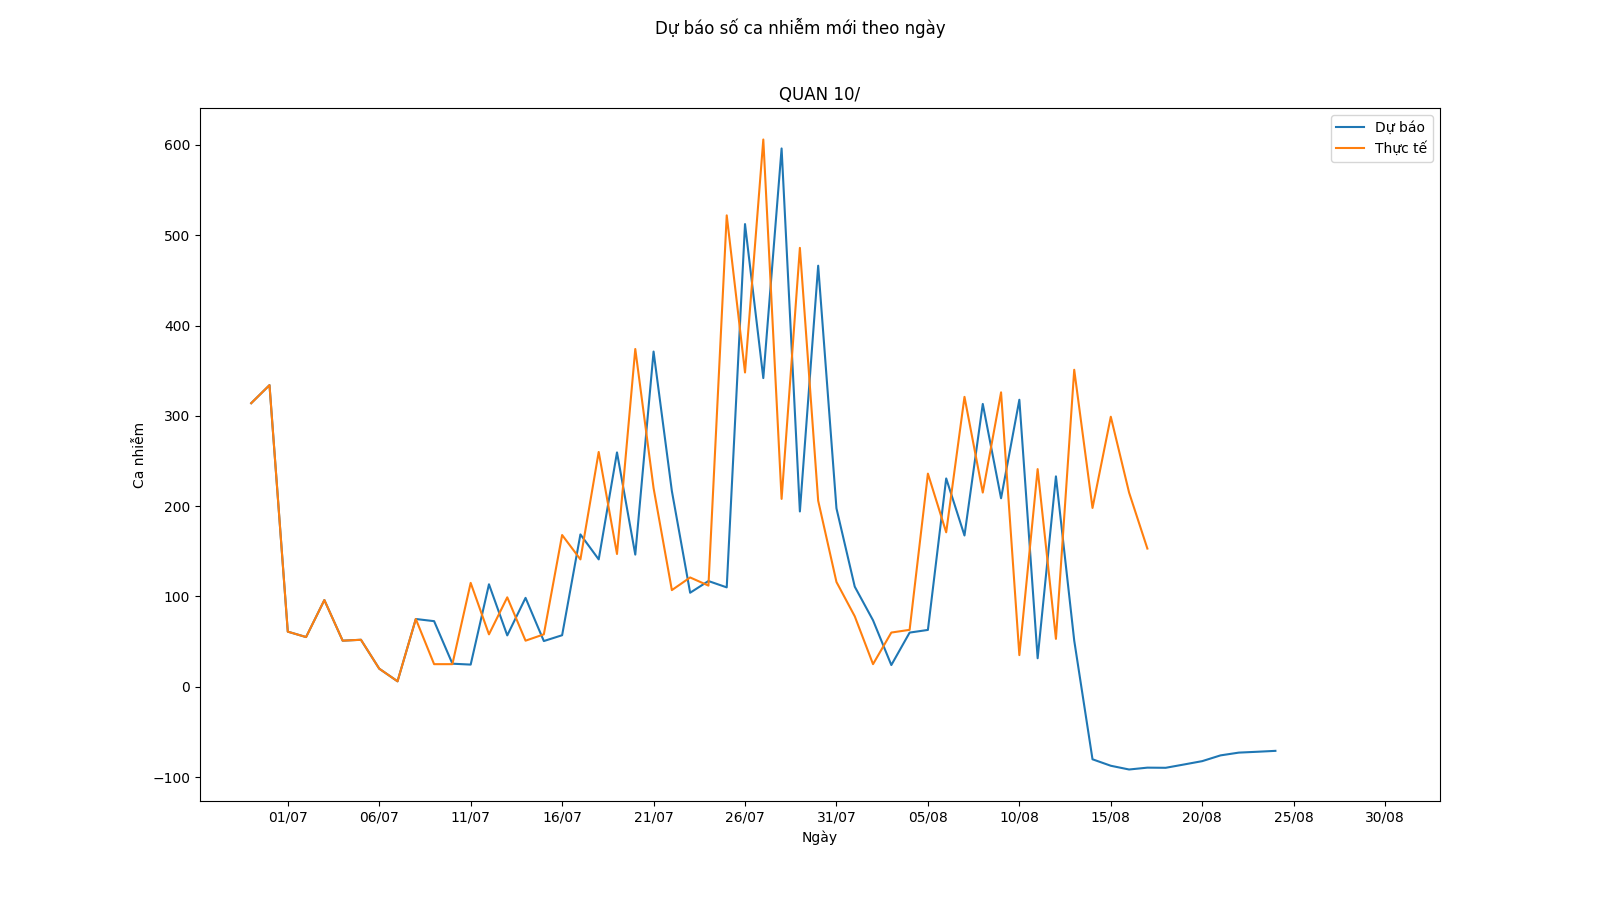 Dự báo số ca nhiễm mới theo ngày
QUAN 10/
Dự báo
Thực tế
600
500
400
300
200
100
0
−100
Ca nhiễm
01/07 06/07 11/07 16/07 21/07 26/07 31/07 05/08 10/08 15/08 20/08 25/08 30/08
Ngày